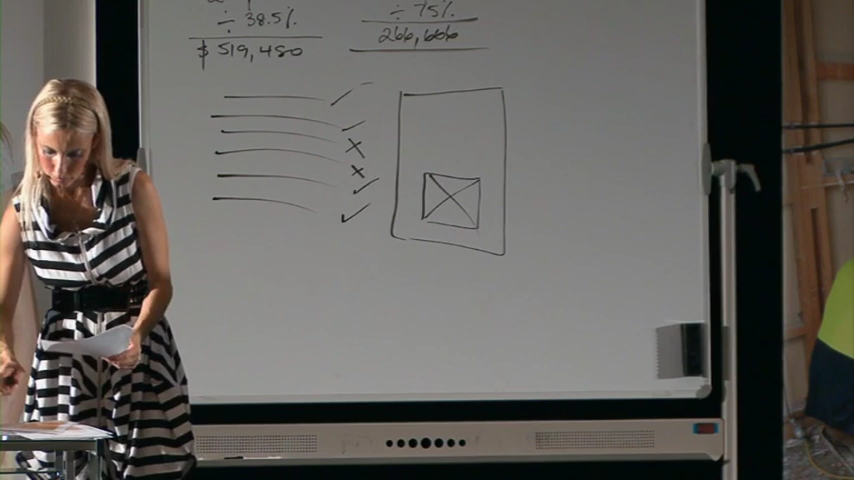 ÷ 38.5%
$519,480
÷ 75%
266,666